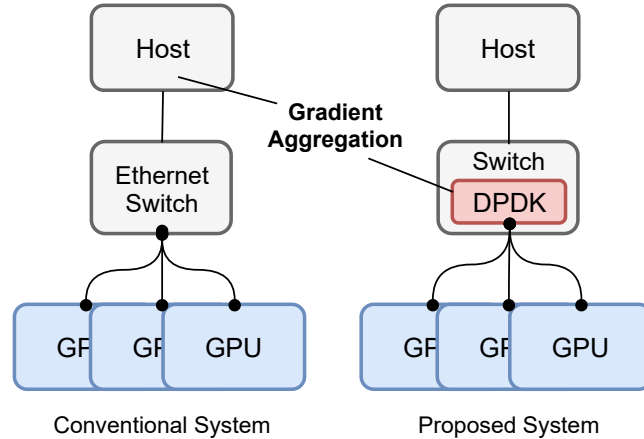 Host
Host
Gradient
Aggregation
Ethernet
Switch
Switch
DPDK
GPU
GPU
Conventional System
Proposed System